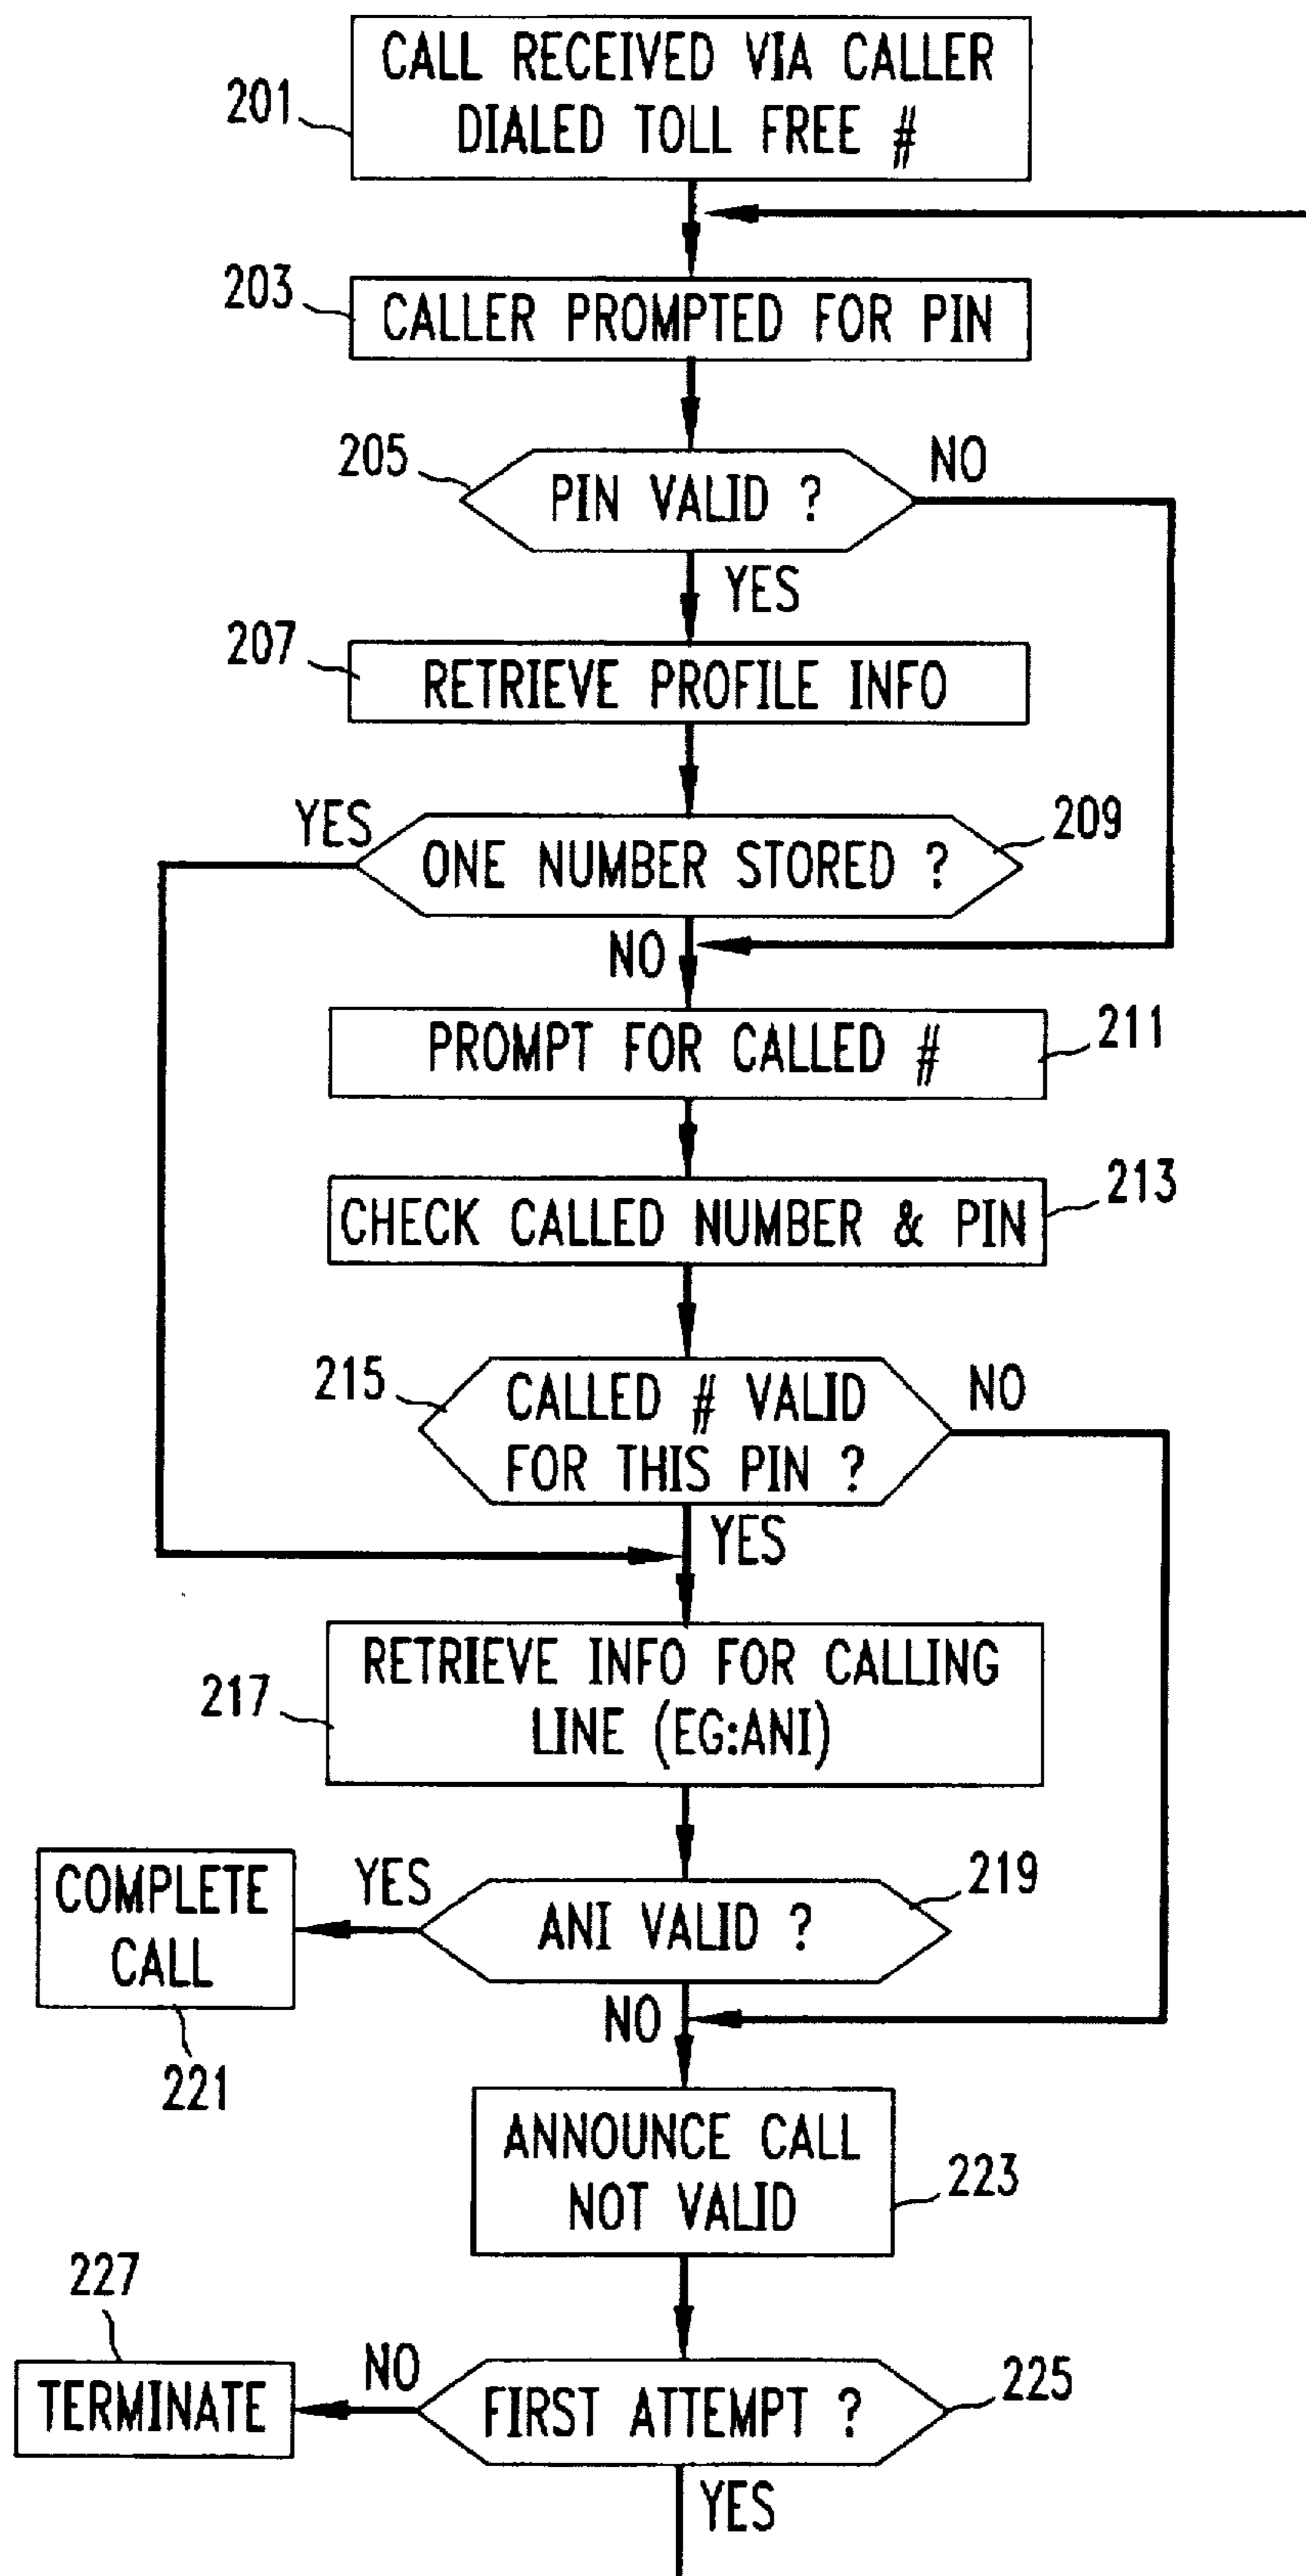 CALL RECEIVED VIA CALLER
DIALED TOLL FREE #
201
203
CALLER PROMPTED FOR PIN
205
PIN VALID ?
NO
YES
207
RETRIEVE PROFILE INFO
YES
ONE NUMBER STORED ?
209
NO
PROMPT FOR CALLED #
211
CHECK CALLED NUMBER & PIN
213
215
CALLED # VALID
FOR THIS PIN ?
NO
YES
217
RETRIEVE INFO FOR CALLING
LINE (EG:ANI)
COMPLETE
CALL
221
YES
ANI VALID ?
219
NO
ANNOUNCE CALL
NOT VALID
223
227
TERMINATE
NO
FIRST ATTEMPT ?
225
YES